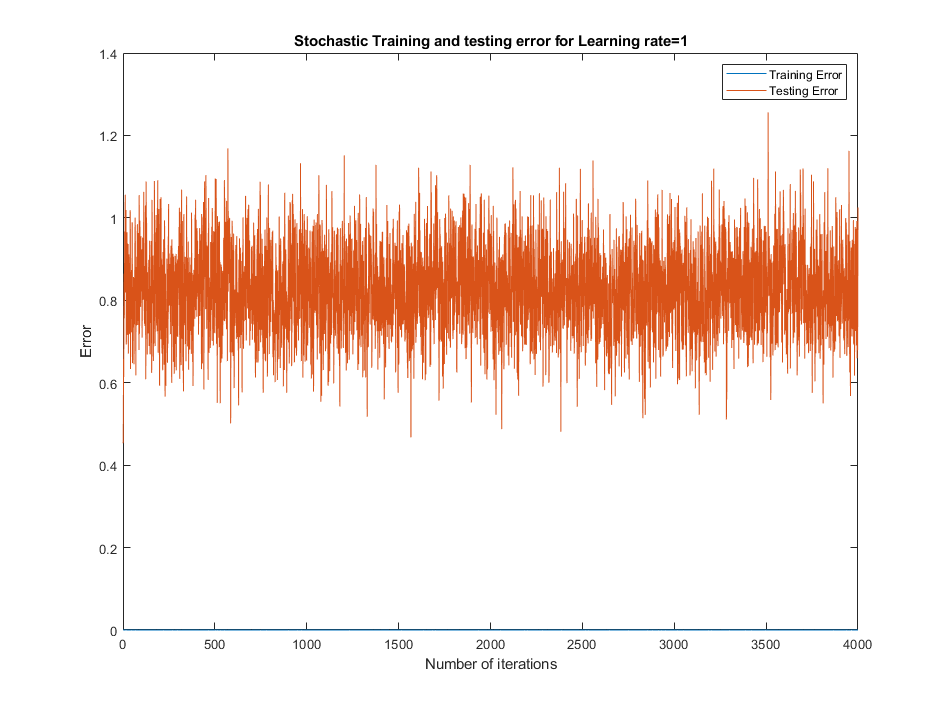 Stochastic Training and testing error for Learning rate=1
1.4
1.2
1
0.8
0.6
0.4
0.2
0
Error
Training Error
Testing Error
0 500 1000 1500 2000 2500 3000 3500 4000
Number of iterations